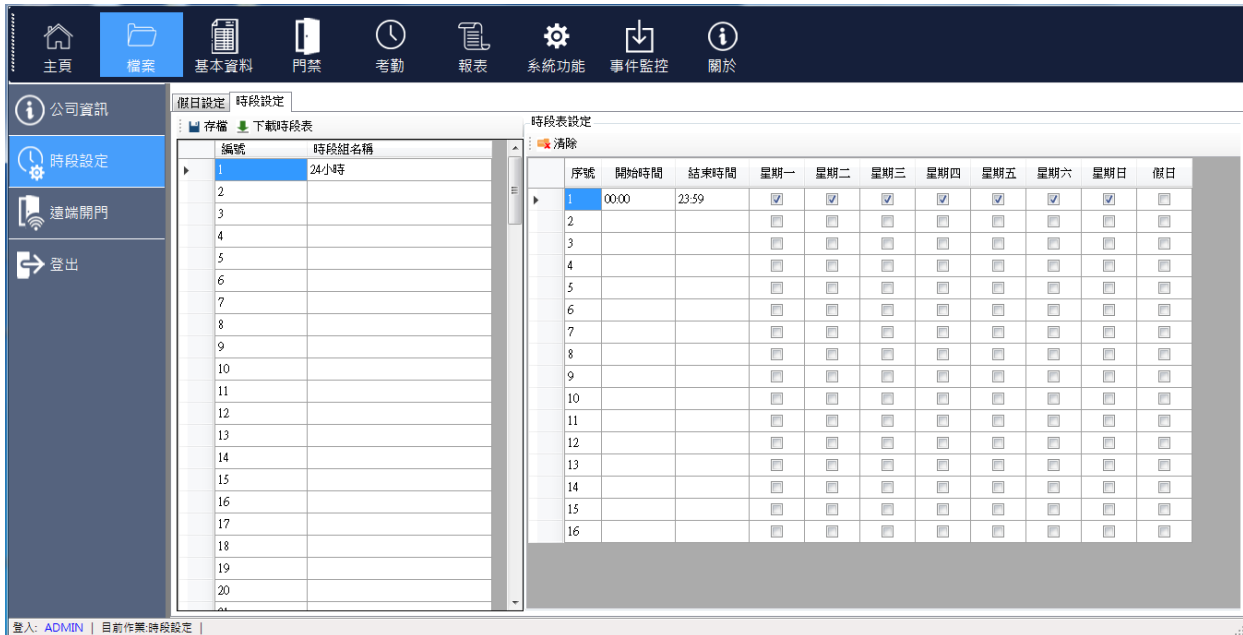 主頁 檔案 基本資料 門禁 考勤 報表 系統功能 事件監控 關於
公司資訊
時段設定
遠端開門
登出
假日設定 時段設定
存檔 下載時段表
編號 時段組名稱
1 24小時
2
3
4
5
6
7
8
9
10
11
12
13
14
15
16
17
18
19
20
時段表設定
清除
序號 開始時間 結束時間 星期一 星期二 星期三 星期四 星期五 星期六 星期日 假日
1 00:00 23:59
2
3
4
5
6
7
8
9
10
11
12
13
14
15
16
登入: ADMIN | 目前作業:時段設定 |